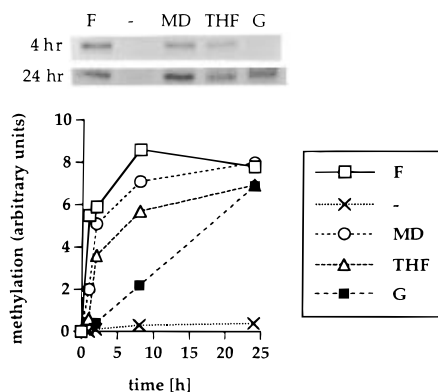 F - MD THF G
4 hr
24 hr
10
8
6
4
2
0
methylation (arbitrary units)
0 5 10 15 20 25
time [h]
F
-
MD
THF
G